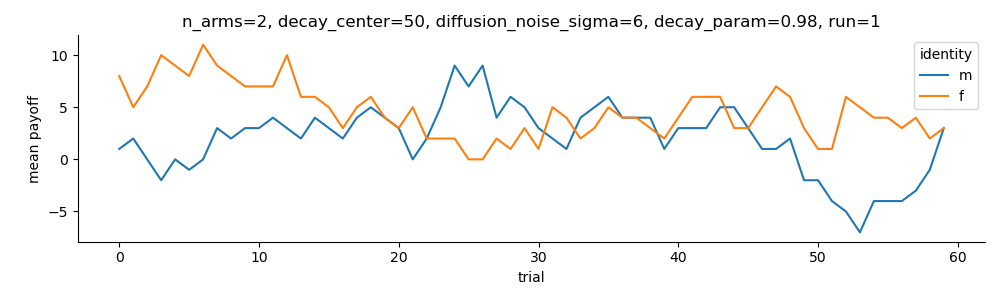 n_arms=2, decay_center=50, diffusion_noise_sigma=6, decay_param=0.98, run=1
identity
m
f
mean payoff
10
5
0
−5
0 10 20 30 40 50 60
trial